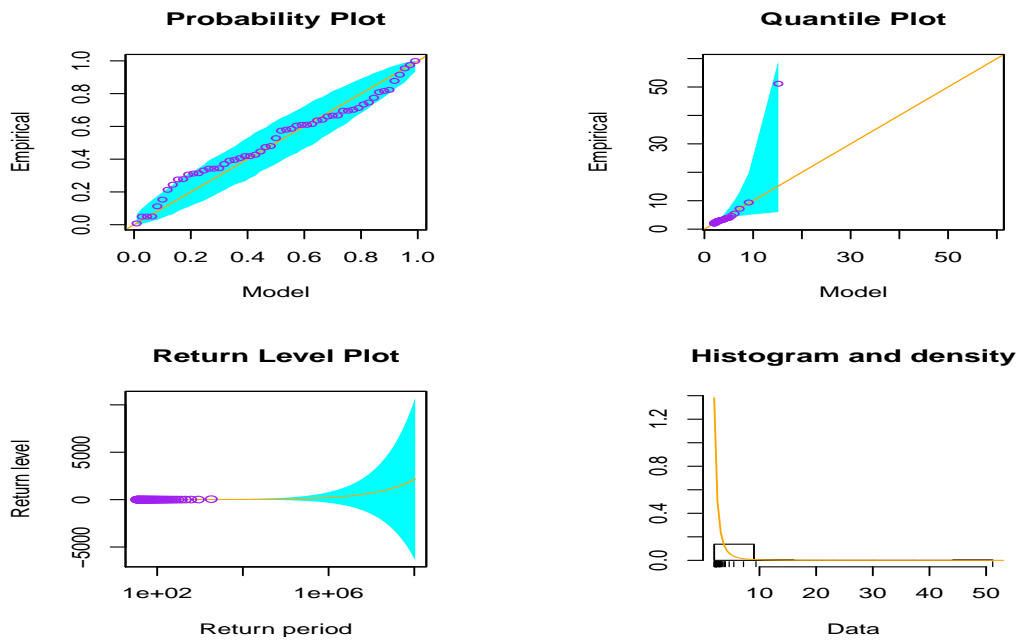 Probability Plot
Empirical
0.0 0.2 0.4 0.6 0.8 1.0
0.0 0.2 0.4 0.6 0.8 1.0
Model
Quantile Plot
Empirical
0 10 30 50
0 10 30 50
Model
Return Level Plot
Return level
-5000 0 5000
1e+02 1e+06
Return period
Histogram and density
0.0 0.4 0.8 1.2
10 20 30 40 50
Data